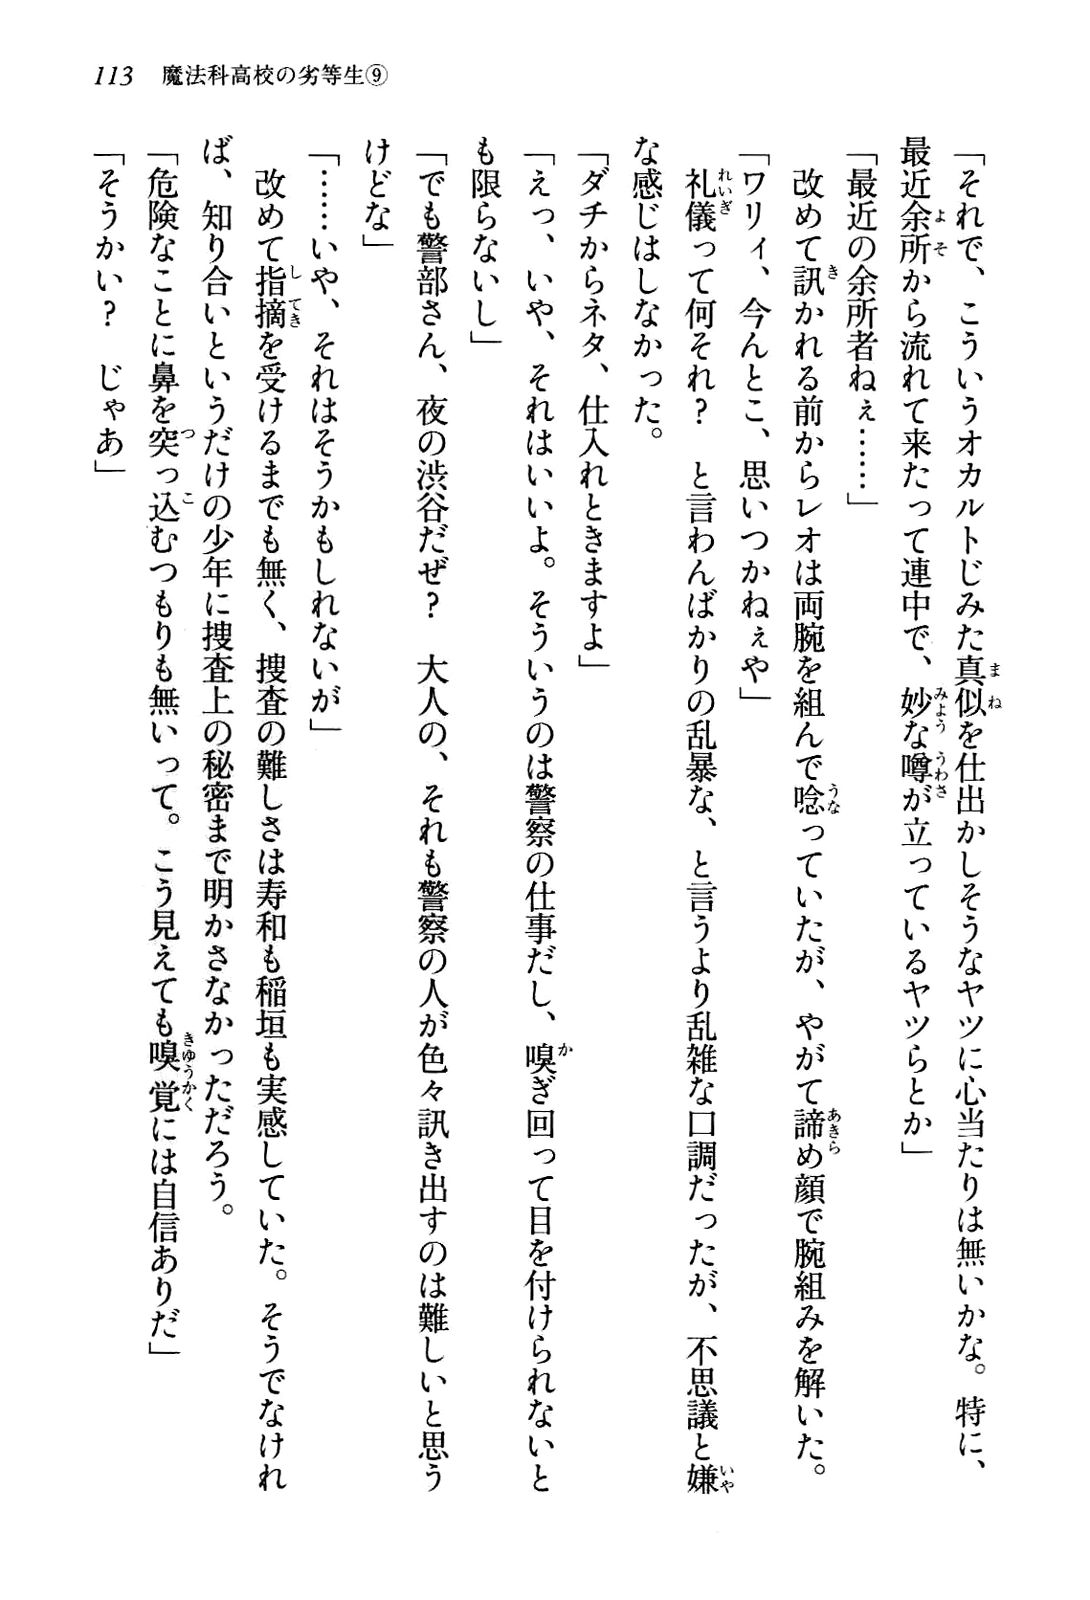 113 魔法科高校の劣等生⑨
「それで、こういうオカルトじみた真似を仕出かしそうなヤツに心当たりは無いかな。特に、
最近余所から流れて来たって連中で、妙な噂が立っているヤツらとか」
「最近の余所者ねぇ……」
　改めて訊かれる前からレオは両腕を組んで唸っていたが、やがて諦め顔で腕組みを解いた。
「ワリィ、今んとこ、思いつかねぇや」
　礼儀って何それ？　と言わんばかりの乱暴な、と言うより乱雑な口調だったが、不思議と嫌
な感じはしなかった。
「ダチからネタ、仕入れときますよ」
「えっ、いや、それはいいよ。そういうのは警察の仕事だし、嗅ぎ回って目を付けられないと
も限らないし」
「でも警部さん、夜の渋谷だぜ？　大人の、それも警察の人が色々訊き出すのは難しいと思う
けどな」
「……いや、それはそうかもしれないが」
　改めて指摘を受けるまでも無く、捜査の難しさは寿和も稲垣も実感していた。そうでなけれ
ば、知り合いというだけの少年に捜査上の秘密まで明かさなかっただろう。
「危険なことに鼻を突っ込むつもりも無いって。こう見えても嗅覚には自信ありだ」
「そうかい？　じゃあ」